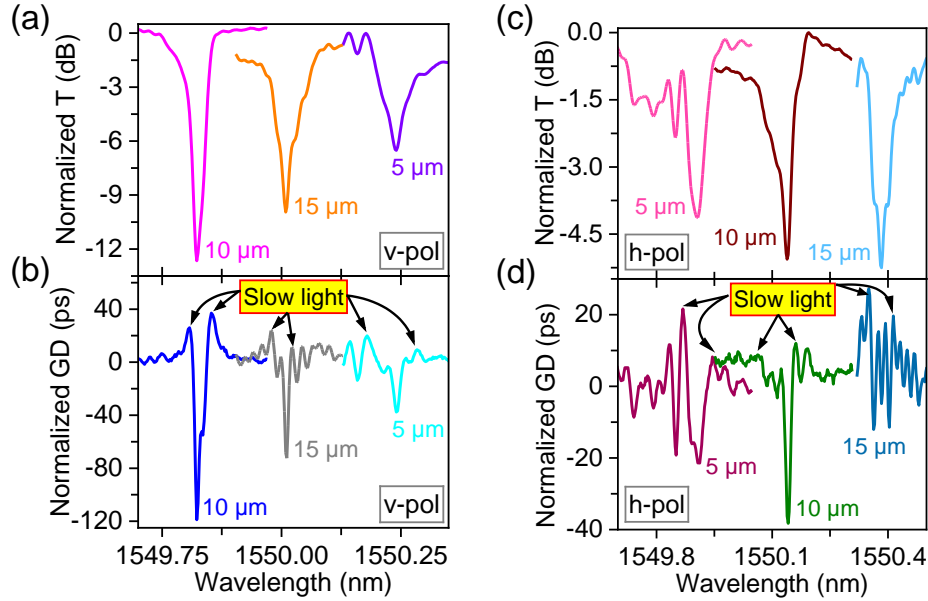 (a)
0
-3
-6
-9
-12
Normalized T (dB)
10 µm
15 µm
5 µm
v-pol
(c)
0.0
-1.5
-3.0
-4.5
Normalized T (dB)
5 µm
10 µm
15 µm
h-pol
(b)
40
0
-40
-80
-120
Normalized GD (ps)
Slow light
10 µm
15 µm
5 µm
v-pol
1549.75 1550.00 1550.25
Wavelength (nm)
(d)
20
0
-20
-40
Normalized GD (ps)
Slow light
5 µm
10 µm
15 µm
h-pol
1549.8 1550.1 1550.4
Wavelength (nm)